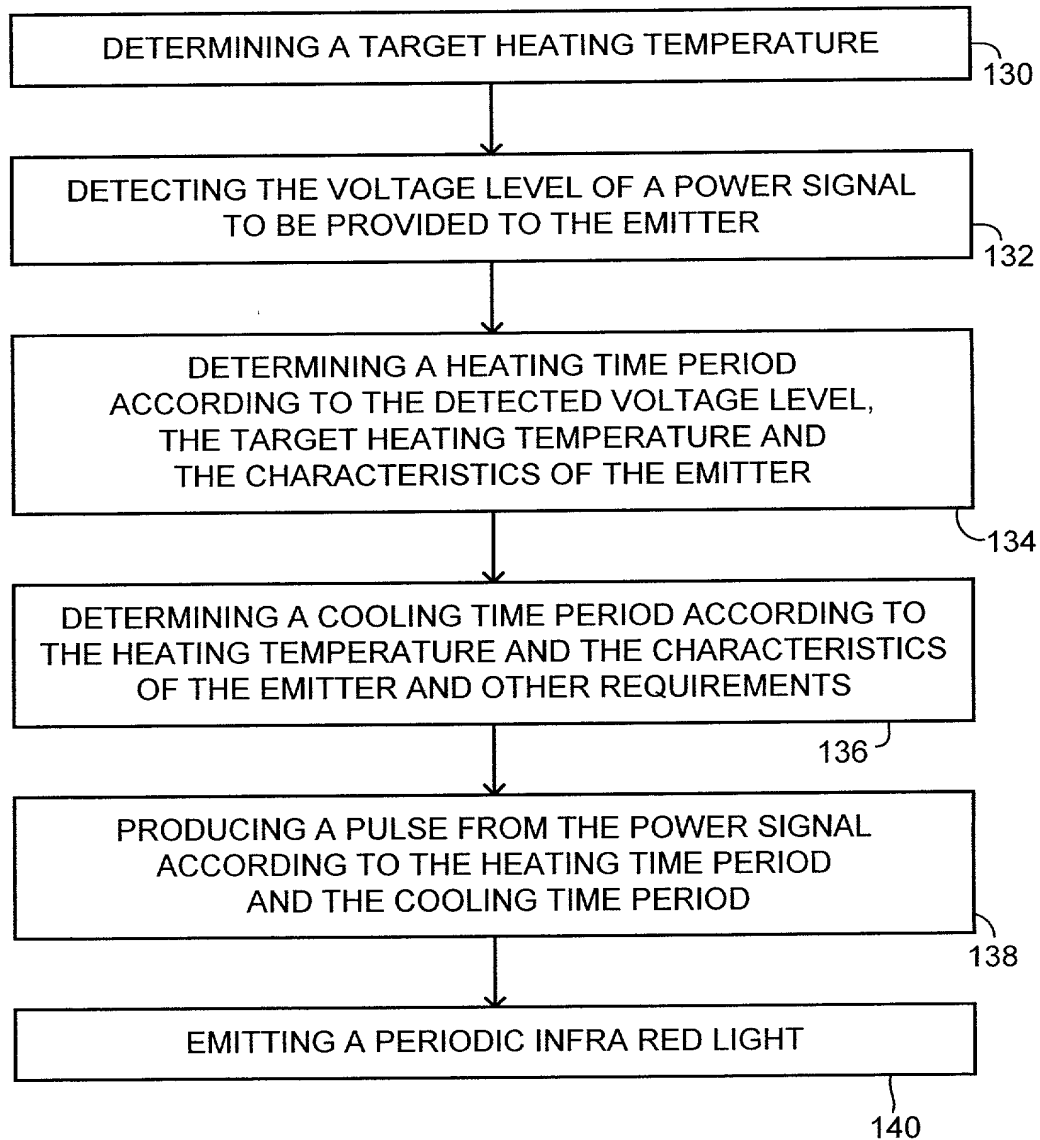 DETERMINING A TARGET HEATING TEMPERATURE
130
DETECTING THE VOLTAGE LEVEL OF A POWER SIGNAL
TO BE PROVIDED TO THE EMITTER
132
DETERMINING A HEATING TIME PERIOD
ACCORDING TO THE DETECTED VOLTAGE LEVEL,
THE TARGET HEATING TEMPERATURE AND
THE CHARACTERISTICS OF THE EMITTER
134
DETERMINING A COOLING TIME PERIOD ACCORDING TO
THE HEATING TEMPERATURE AND THE CHARACTERISTICS
OF THE EMITTER AND OTHER REQUIREMENTS
136
PRODUCING A PULSE FROM THE POWER SIGNAL
ACCORDING TO THE HEATING TIME PERIOD
AND THE COOLING TIME PERIOD
138
EMITTING A PERIODIC INFRA RED LIGHT
140